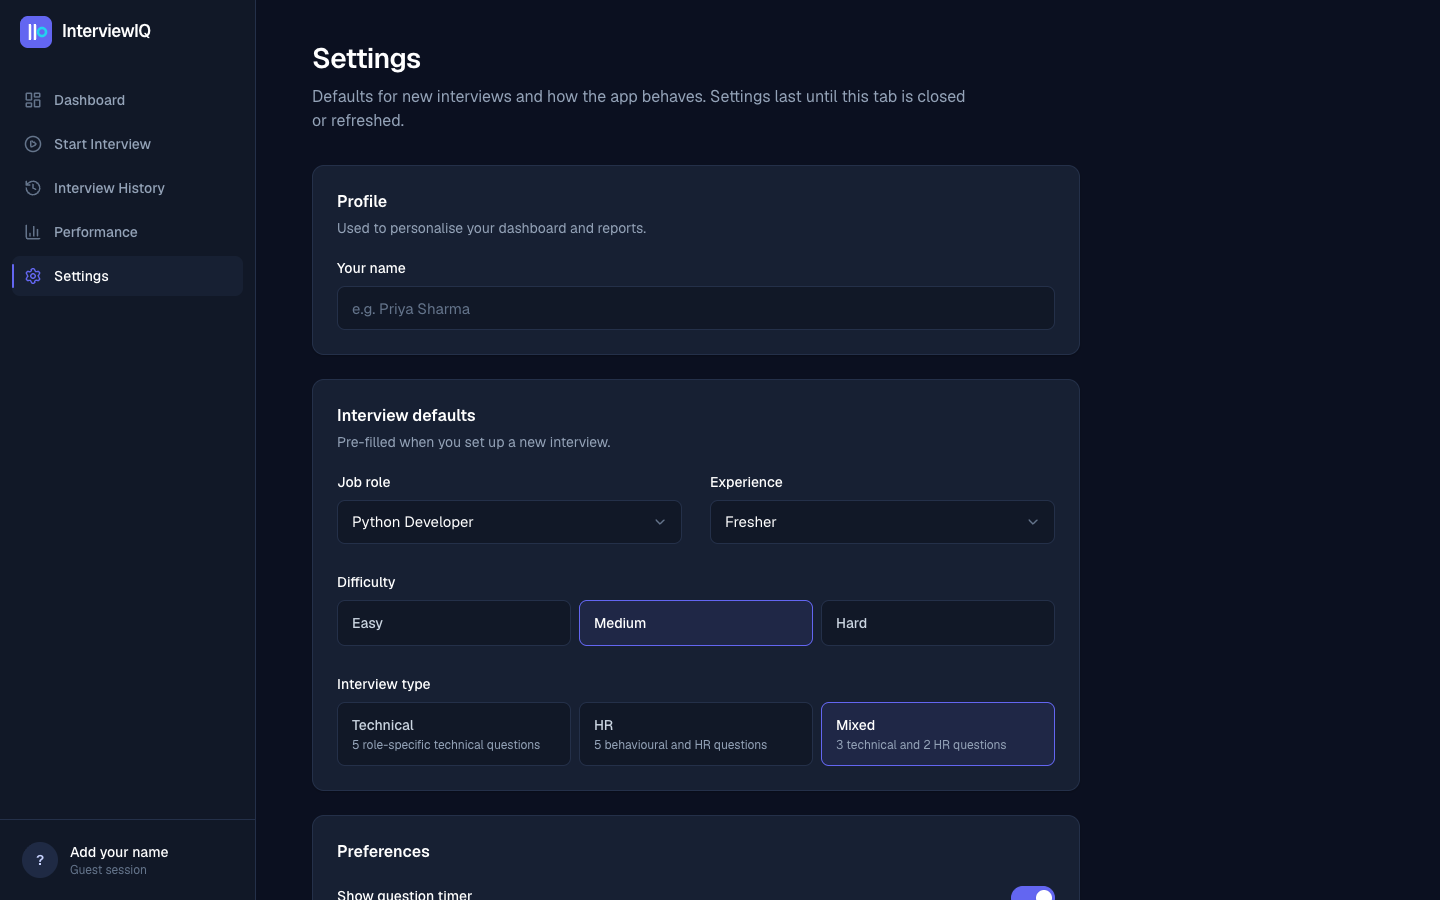 InterviewIQ
Dashboard
Start Interview
Interview History
Performance
Settings
Add your name
Guest session
?
Settings
Defaults for new interviews and how the app behaves. Settings last until this tab is closed
or refreshed.
Profile
Used to personalise your dashboard and reports.
Your name
e.g. Priya Sharma
Interview defaults
Pre-filled when you set up a new interview.
Job role
Experience
Python Developer
Fresher
Difficulty
Easy
Medium
Hard
Interview type
Technical
5 role-specific technical questions
HR
5 behavioural and HR questions
Mixed
3 technical and 2 HR questions
Preferences
Show question timer